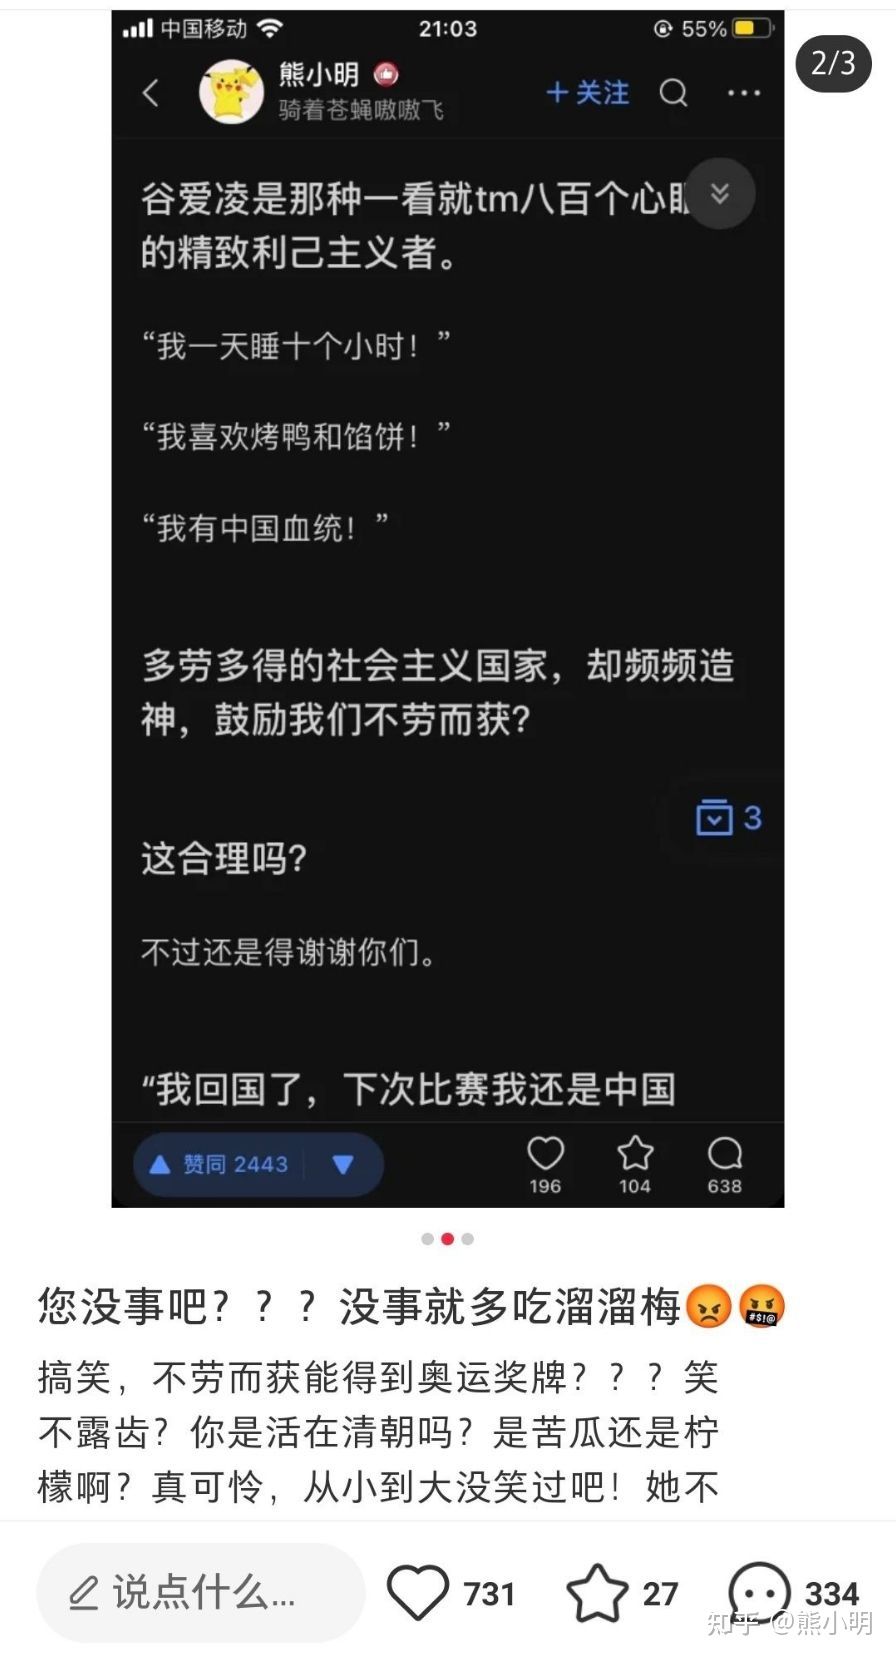 中国移动 21:03 55%
2/3
熊小明
骑着苍蝇嗷嗷飞
+ 关注
谷爱凌是那种一看就tm八百个心
的精致利己主义者。
“我一天睡十个小时！”
“我喜欢烤鸭和馅饼！”
“我有中国血统！”
多劳多得的社会主义国家，却频频造
神，鼓励我们不劳而获？
3
这合理吗？
不过还是得谢谢你们。
“我回国了，下次比赛我还是中国
赞同 2443
196 104 638
您没事吧？？？没事就多吃溜溜梅
搞笑，不劳而获能得到奥运奖牌？？？笑
不露齿？你是活在清朝吗？是苦瓜还是柠
檬啊？真可怜，从小到大没笑过吧！她不
说点什么... 731 27 334
知乎 @熊小明